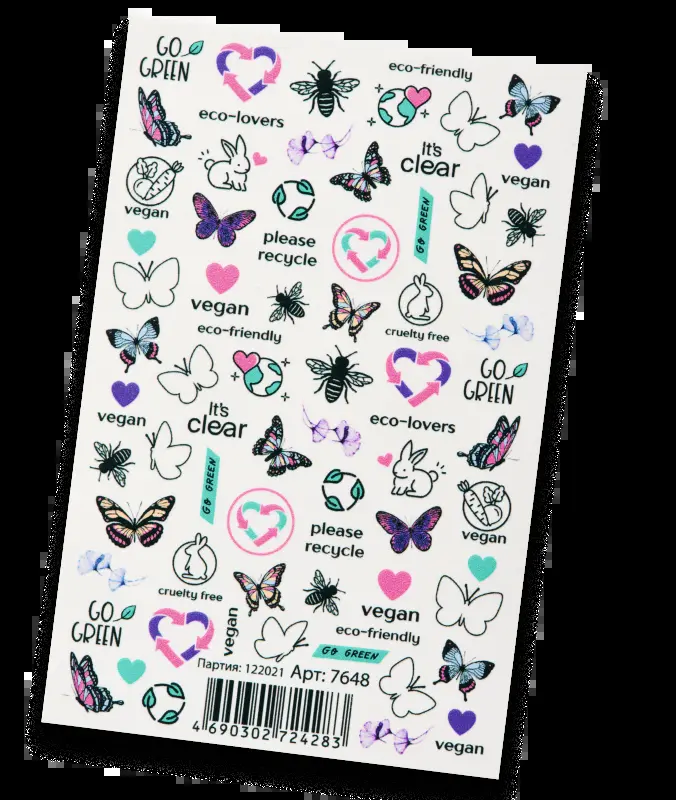 GO
GREEN
eco-friendly
eco-lovers
It's
clear
vegan
vegan
GO GREEN
please
recycle
vegan
cruelty free
eco-friendly
GO
GREEN
vegan
It's
clear
eco-lovers
GO GREEN
please
recycle
vegan
cruelty free
vegan
GO
GREEN
vegan
eco-friendly
GO GREEN
Партия: 122021 Арт: 7648
4 690302 724283
vegan